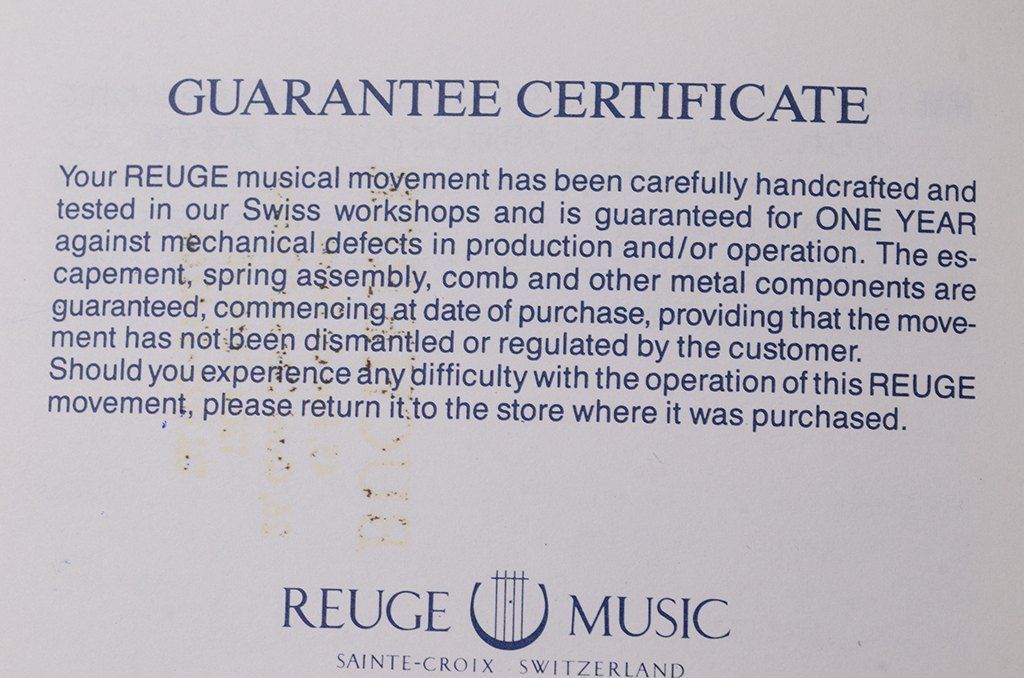 GUARANTEE CERTIFICATE
Your REUGE musical movement has been carefully handcrafted and
tested in our Swiss workshops and is guaranteed for ONE YEAR
against mechanical defects in production and/or operation. The es-
capement, spring assembly, comb and other metal components are
guaranteed; commencing at date of purchase, providing that the move-
ment has not been dismantled or regulated by the customer.
Should you experience any difficulty with the operation of this REUGE
movement, please return it to the store where it was purchased.
REUGE MUSIC
SAINTE-CROIX SWITZERLAND